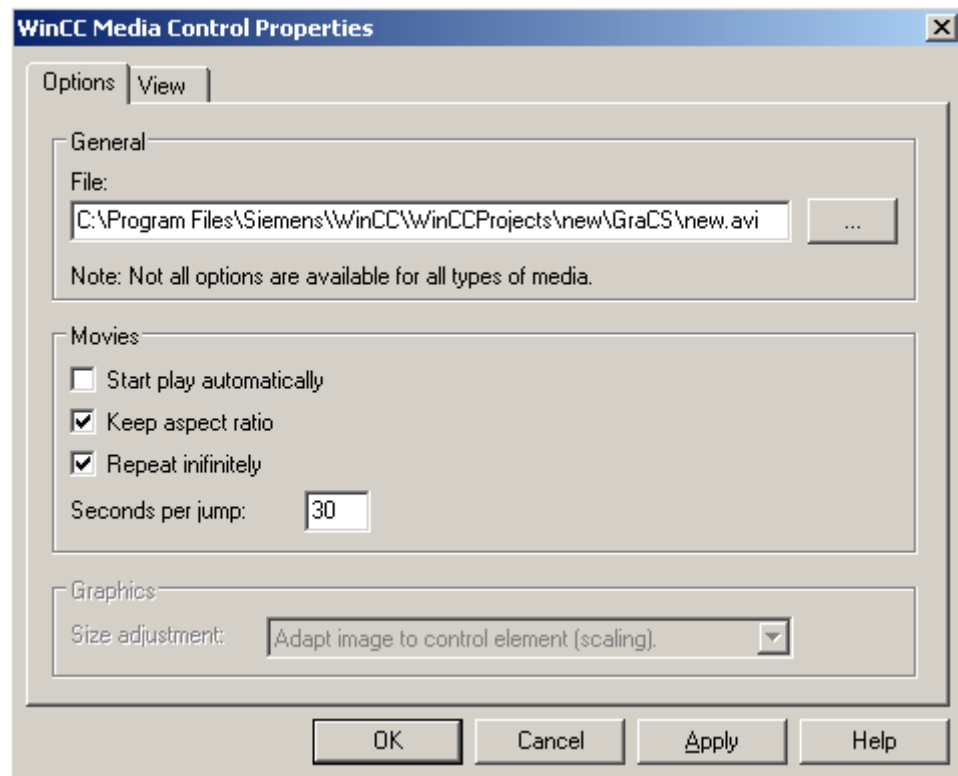 WinCC Media Control Properties
Options View
General
File:
C:\Program Files\Siemens\WinCC\WinCCProjects\new\GraCS\new.avi ...
Note: Not all options are available for all types of media.
Movies
Start play automatically
Keep aspect ratio
Repeat inifinitely
Seconds per jump: 30
Graphics
Size adjustment: Adapt image to control element (scaling).
OK Cancel Apply Help